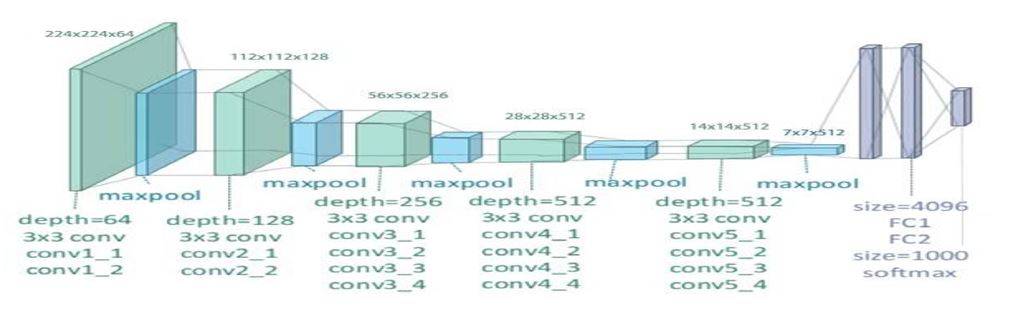 224x224x64
112x112x128
56x56x256
28x28x512
14x14x512
7x7x512
maxpool
maxpool
maxpool
maxpool
maxpool
depth=64
3x3 conv
conv1_1
conv1_2
depth=128
3x3 conv
conv2_1
conv2_2
depth=256
3x3 conv
conv3_1
conv3_2
conv3_3
conv3_4
depth=512
3x3 conv
conv4_1
conv4_2
conv4_3
conv4_4
depth=512
3x3 conv
conv5_1
conv5_2
conv5_3
conv5_4
size=4096
FC1
FC2
size=1000
softmax